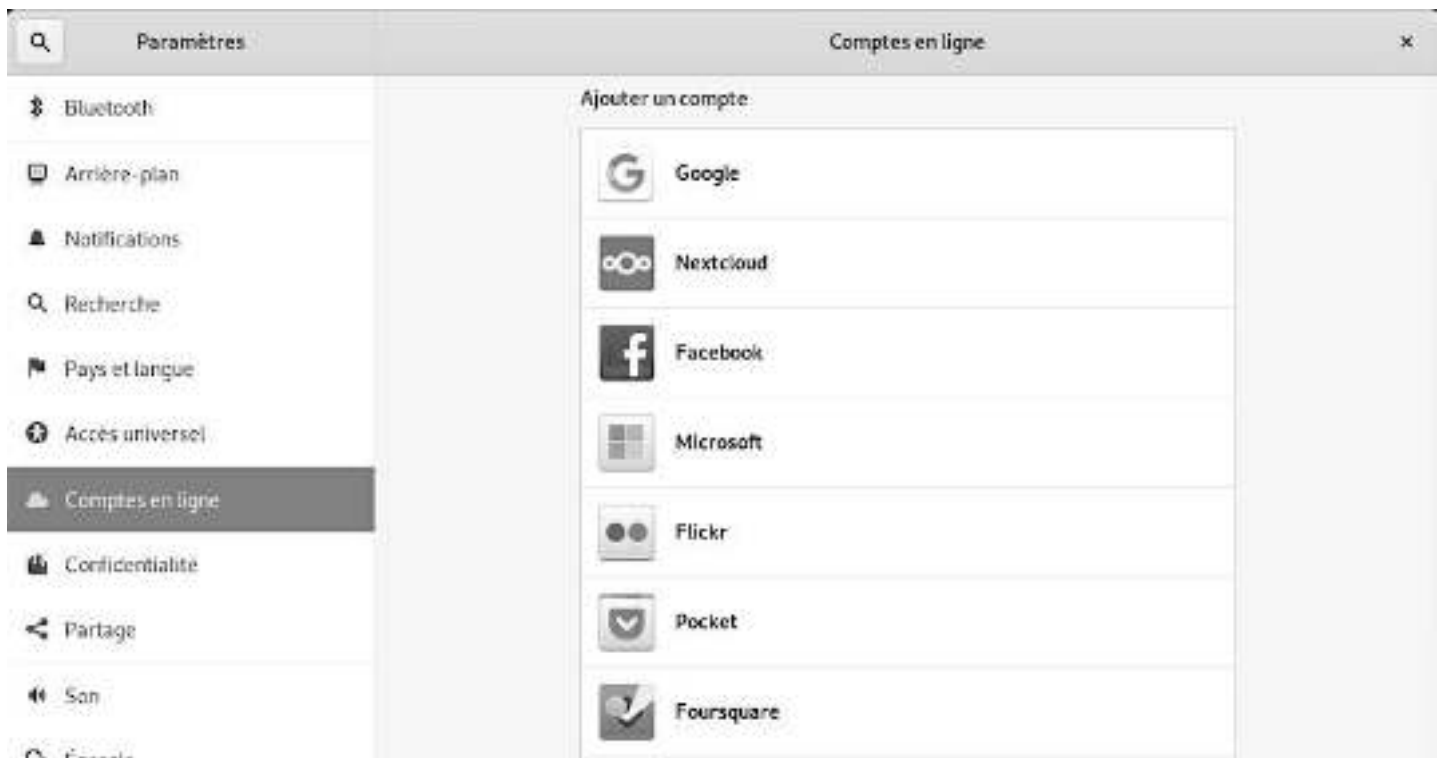 Paramètres
Comptes en ligne
Bluetooth
Arrière-plan
Notifications
Recherche
Pays et langue
Accès universel
Comptes en ligne
Confidentialité
Partage
Son
Ajouter un compte
Google
Nextcloud
Facebook
Microsoft
Flickr
Pocket
Foursquare